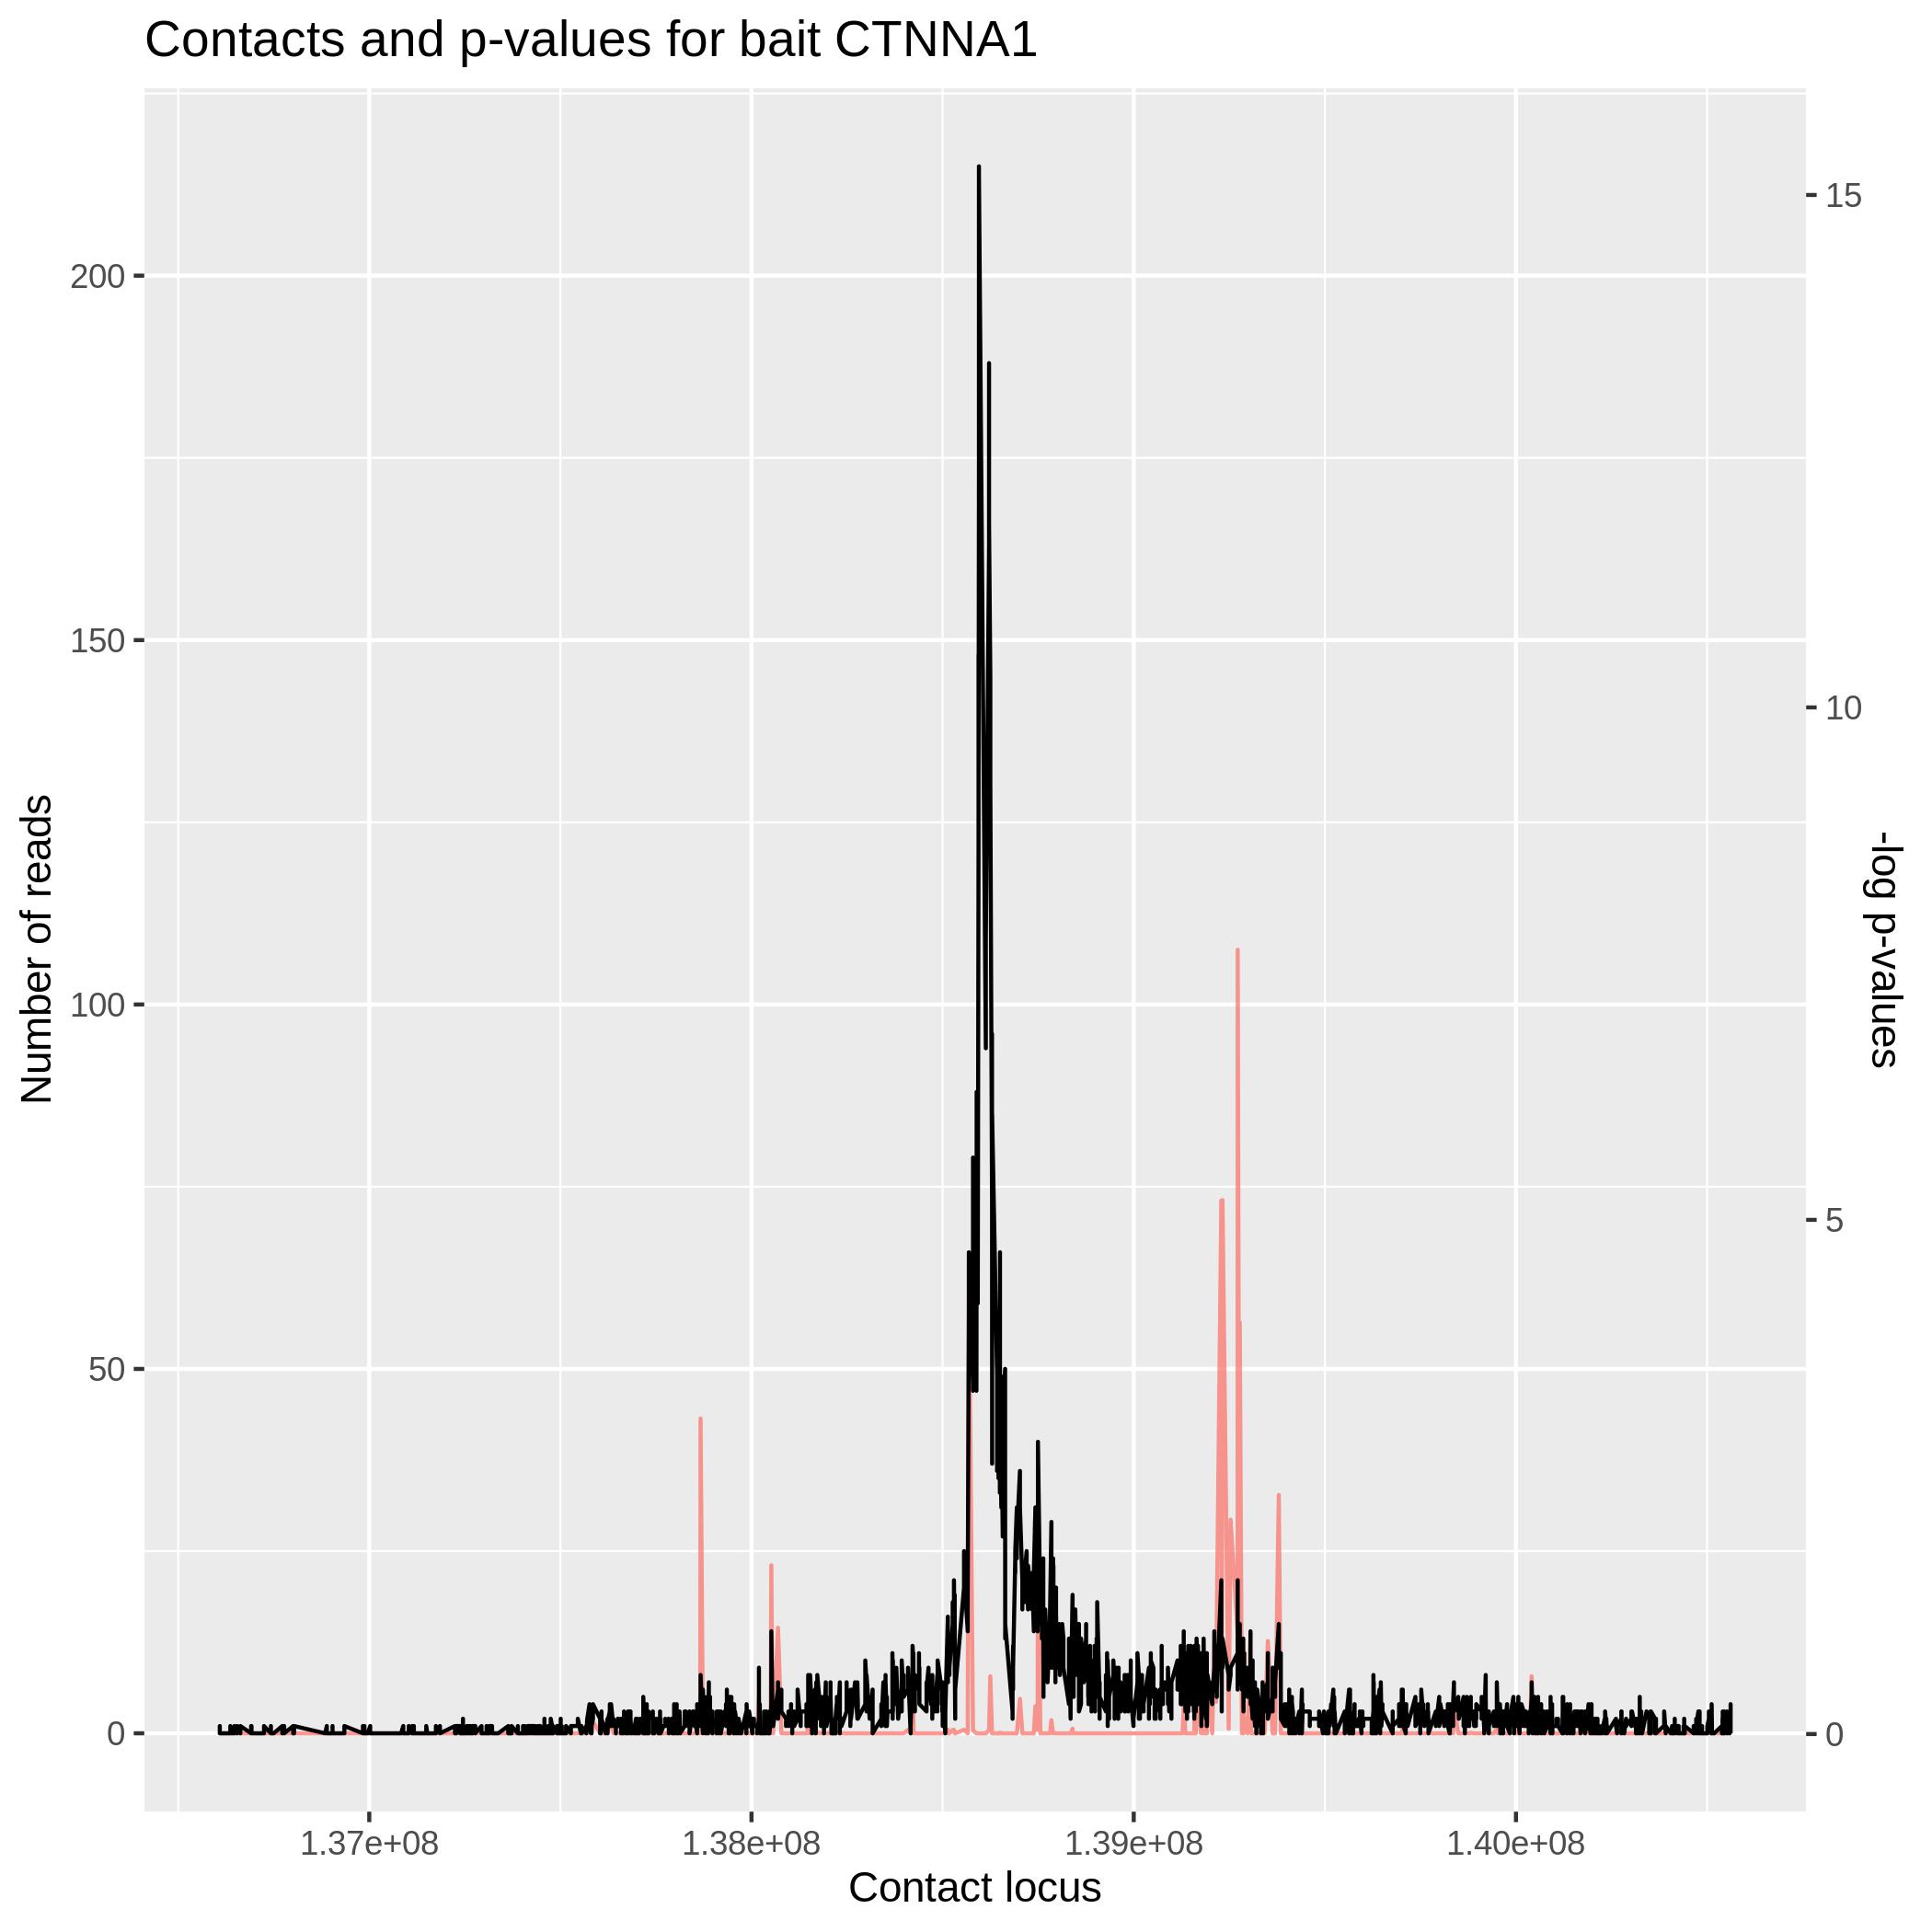 Contacts and p-values for bait CTNNA1
Number of reads
200
150
100
50
0
15
10
5
0
-log p-values
1.37e+08
1.38e+08
1.39e+08
1.40e+08
Contact locus